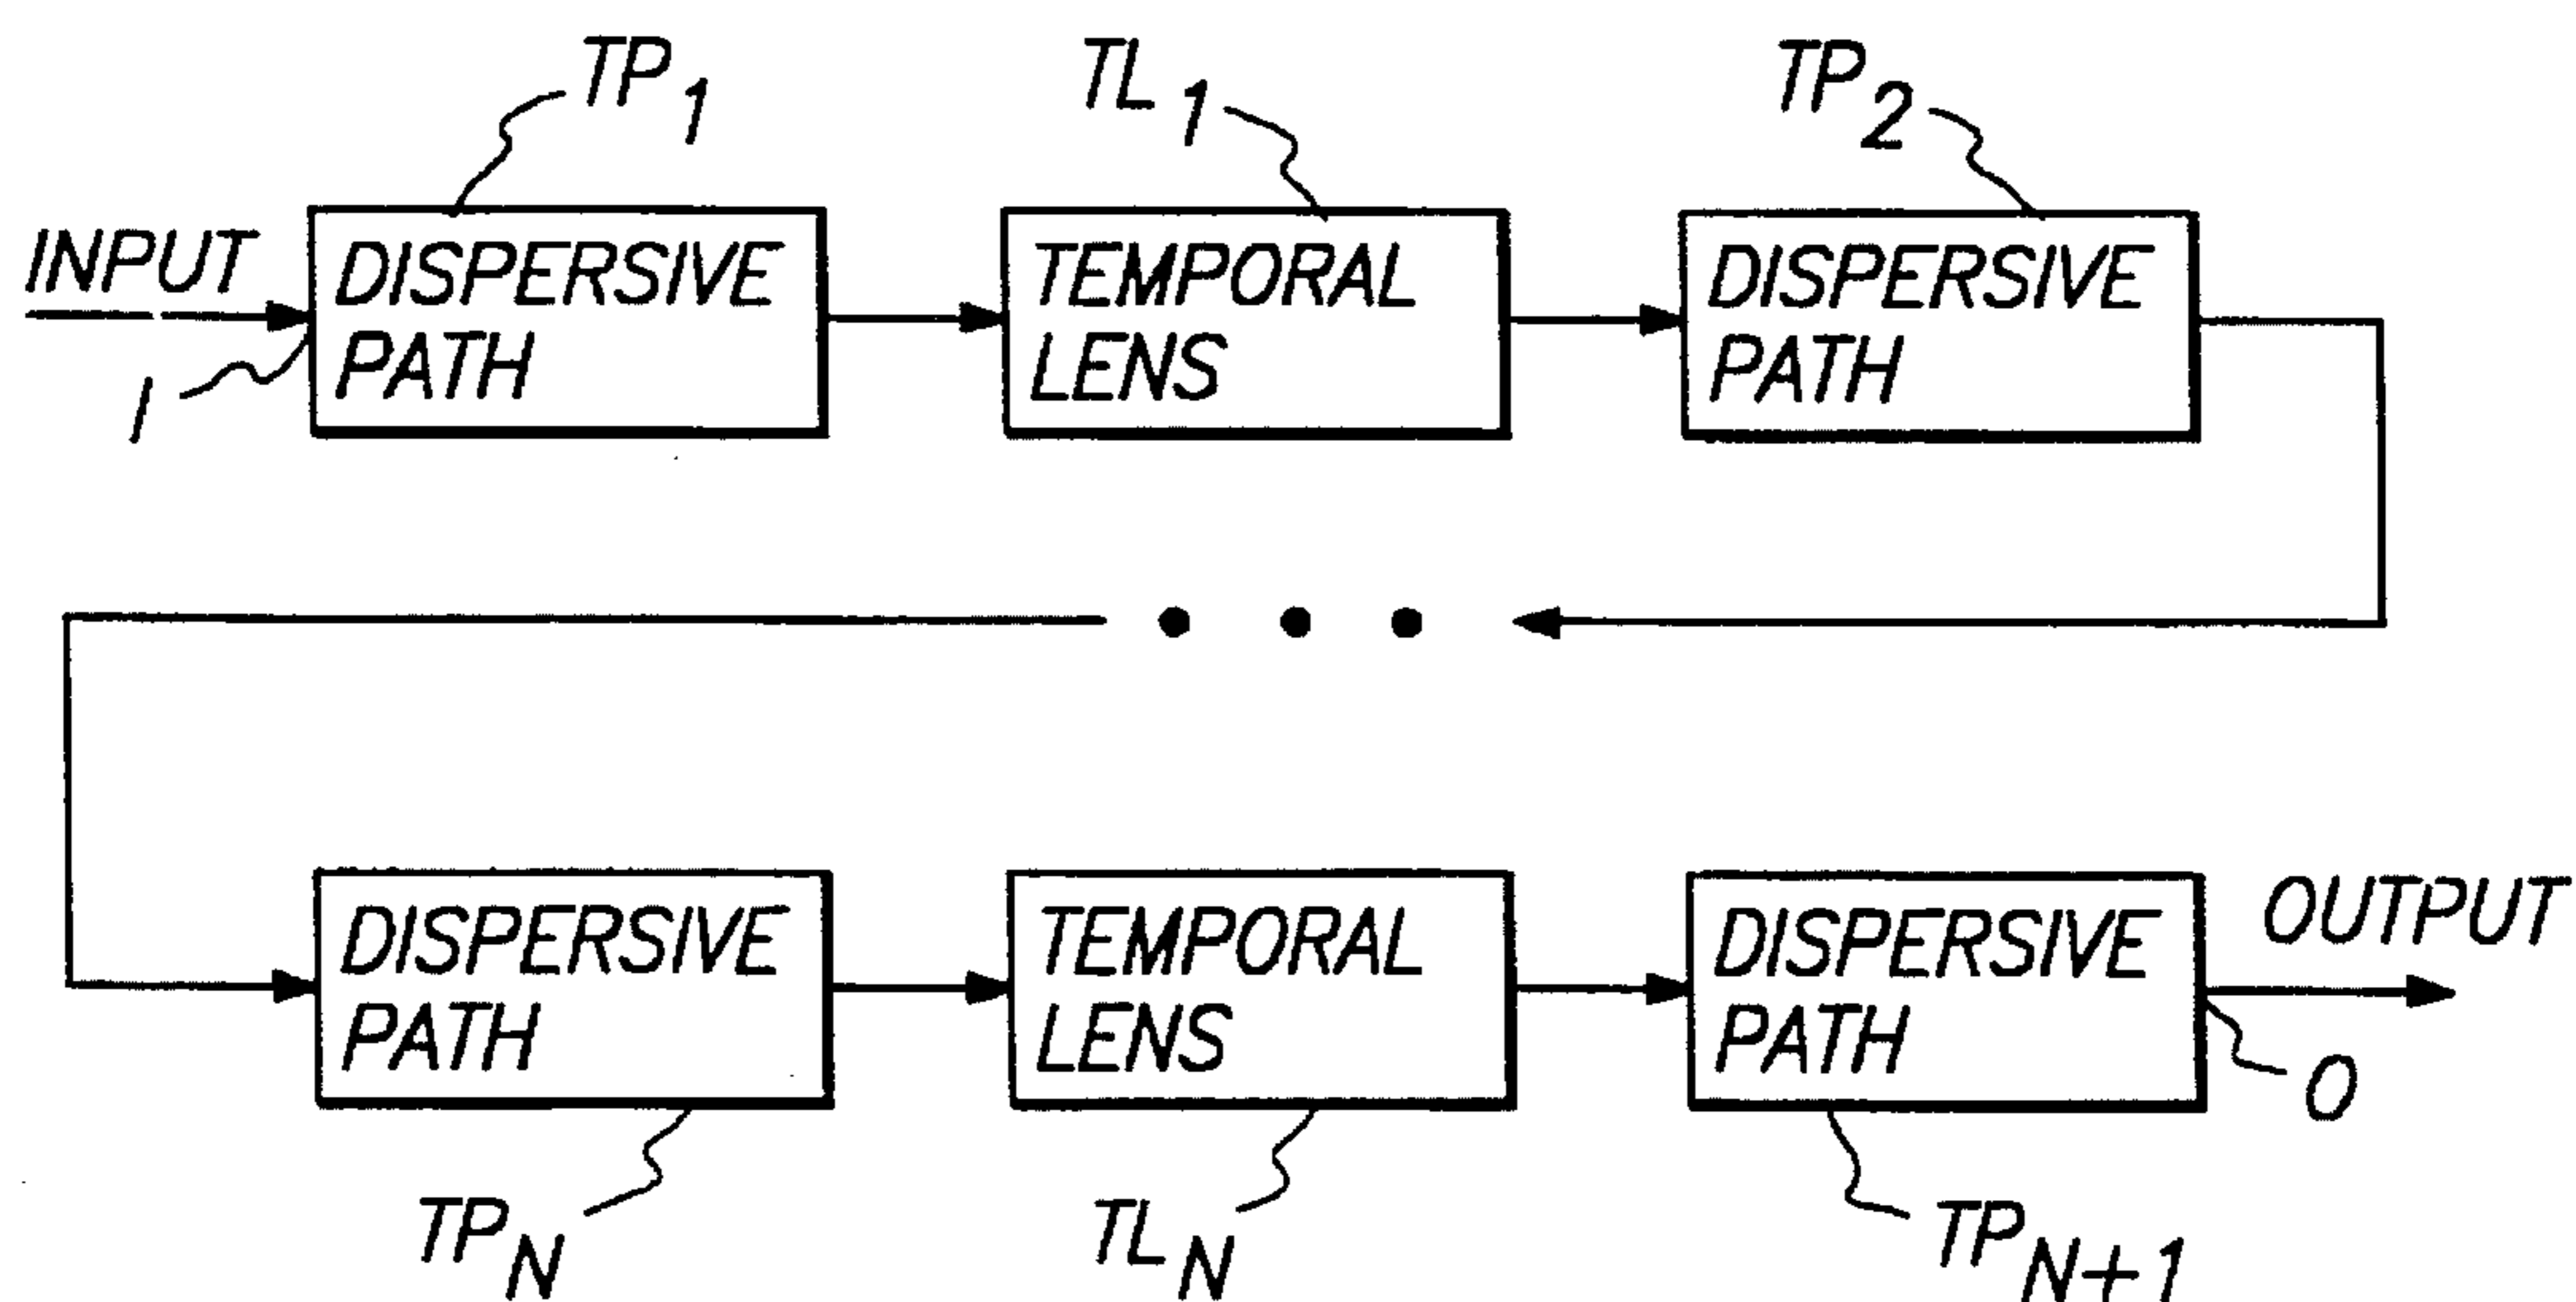 TP1
TL1
TP2
INPUT
DISPERSIVE
PATH
TEMPORAL
LENS
DISPERSIVE
PATH
I
DISPERSIVE
PATH
TEMPORAL
LENS
DISPERSIVE
PATH
OUTPUT
O
TPN
TLN
TPN+1